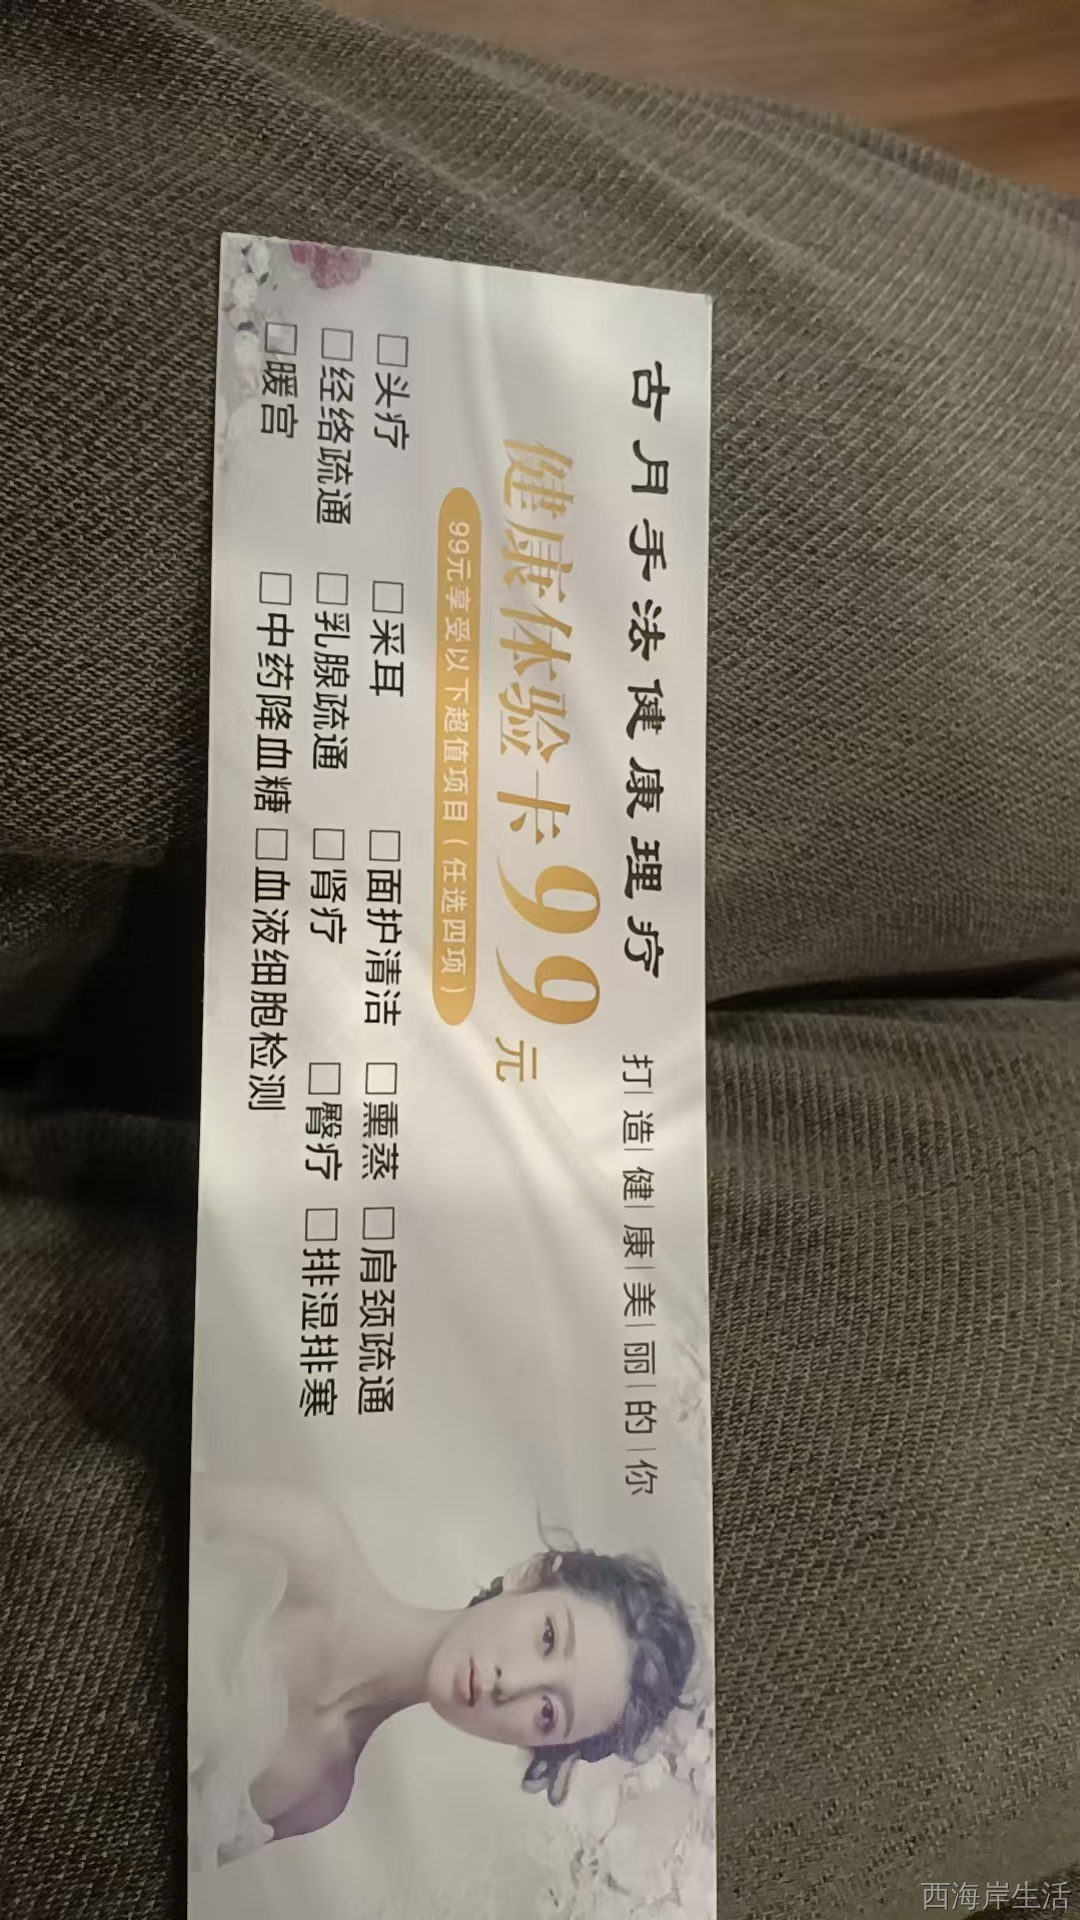 古月手法健康理疗 打造健康美丽的你
健康体验卡99元
99元享受以下超值项目（任选四项）
□头疗 □采耳 □面护清洁 □熏蒸 □肩颈疏通
□经络疏通 □乳腺疏通 □肾疗 □臀疗 □排湿排寒
□暖宫 □中药降血糖 □血液细胞检测
西海岸生活